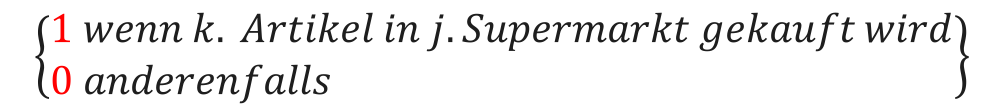 1 wenn k. Artikel in j. Supermarkt gekauft wird
0 anderenfalls